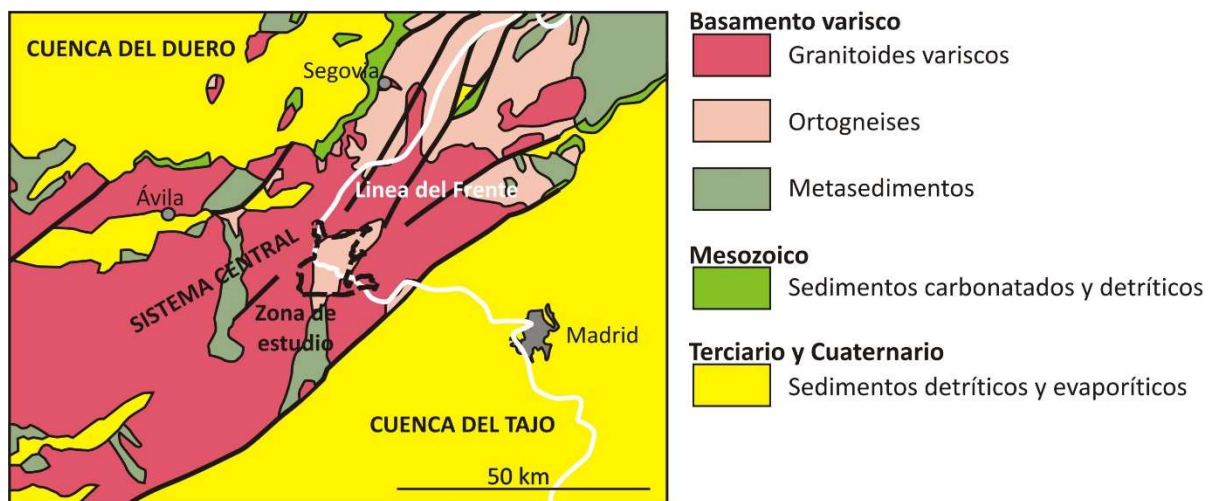 CUENCA DEL DUERO
Segovia
Linea del Frente
Ávila
SISTEMA CENTRAL
Zona de
estudio
Madrid
CUENCA DEL TAJO
50 km
Basamento varisco
Granitoides variscos
Ortogneises
Metasedimentos
Mesozoico
Sedimentos carbonatados y detríticos
Terciario y Cuaternario
Sedimentos detríticos y evaporíticos